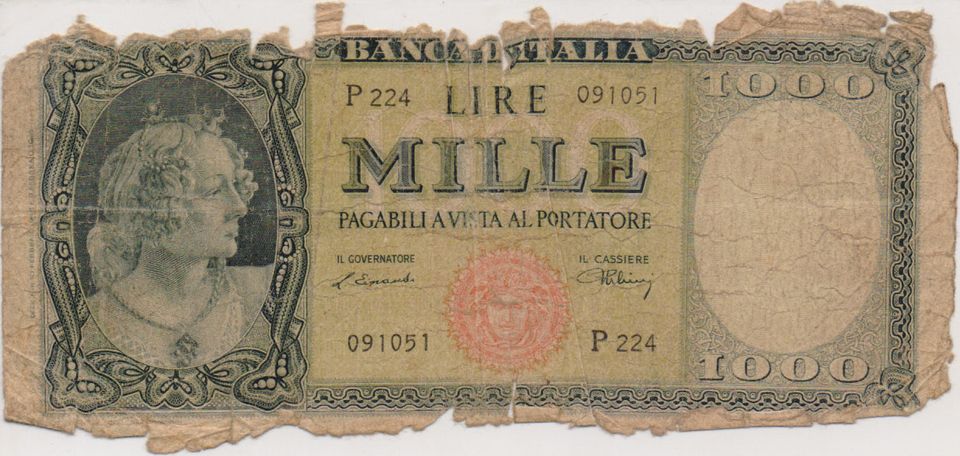 BANCA D'ITALIA
1000
P 224
LIRE
091051
MILLE
PAGABILI A VISTA AL PORTATORE
IL GOVERNATORE
IL CASSIERE
091051
P 224
1000